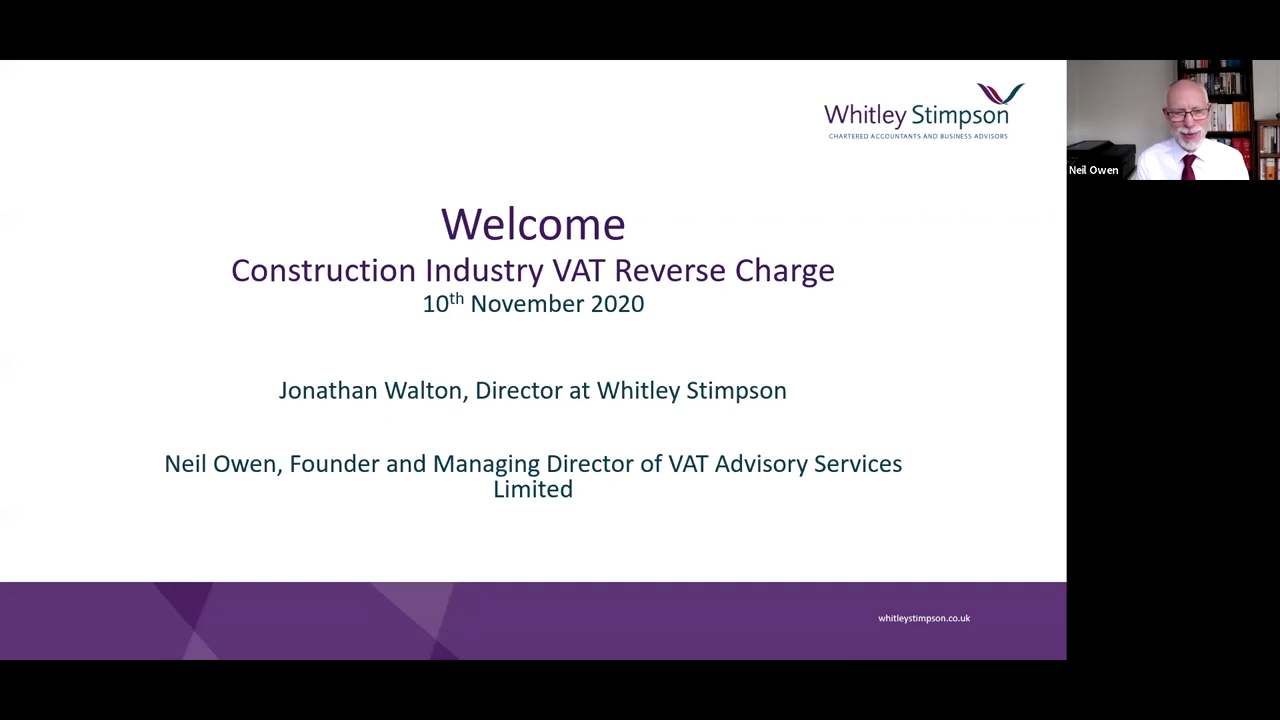 Whitley Stimpson
CHARTERED ACCOUNTANTS AND BUSINESS ADVISORS
Neil Owen
Welcome
Construction Industry VAT Reverse Charge
10th November 2020
Jonathan Walton, Director at Whitley Stimpson
Neil Owen, Founder and Managing Director of VAT Advisory Services
Limited
whitleystimpson.co.uk